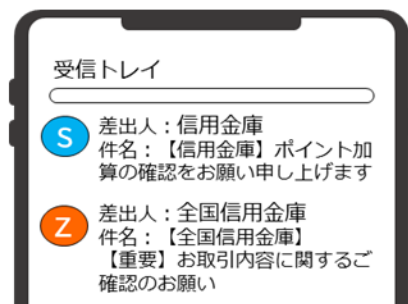 受信トレイ
S
差出人：信用金庫
件名：【信用金庫】ポイント加
算の確認をお願い申し上げます
Z
差出人：全国信用金庫
件名：【全国信用金庫】
【重要】お取引内容に関するご
確認のお願い